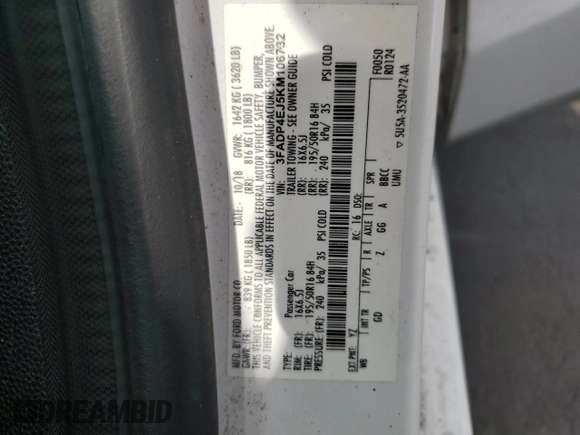 MFD. BY FORD MOTOR CO.
DATE: 10/18 GVWR: 1642 KG ( 3620 LB)
GAWR: (FR): 839 KG ( 1850 LB) (RR): 816 KG ( 1800 LB)
THIS VEHICLE CONFORMS TO ALL APPLICABLE FEDERAL MOTOR VEHICLE SAFETY, BUMPER,
AND THEFT PREVENTION STANDARDS IN EFFECT ON THE DATE OF MANUFACTURE SHOWN ABOVE.
VIN: 3FADP4EJ5KM106732
TYPE: Passenger Car TRAILER TOWING - SEE OWNER GUIDE
RIM: (FR): 16X6.5J (RR): 16X6.5J
TIRE: (FR): 195/50R16 84H (RR): 195/50R16 84H
PRESSURE (FR): 240 kPa/ 35 PSI COLD (RR): 240 kPa/ 35 PSI COLD
EXT PNT: YZ RC: 16 DSO: F0050
WB INT TR TP/PS R AXLE TR SPR R0124
GD Z GG A BBCC
UMU
5U5A-3520472-AA
DREAMBID